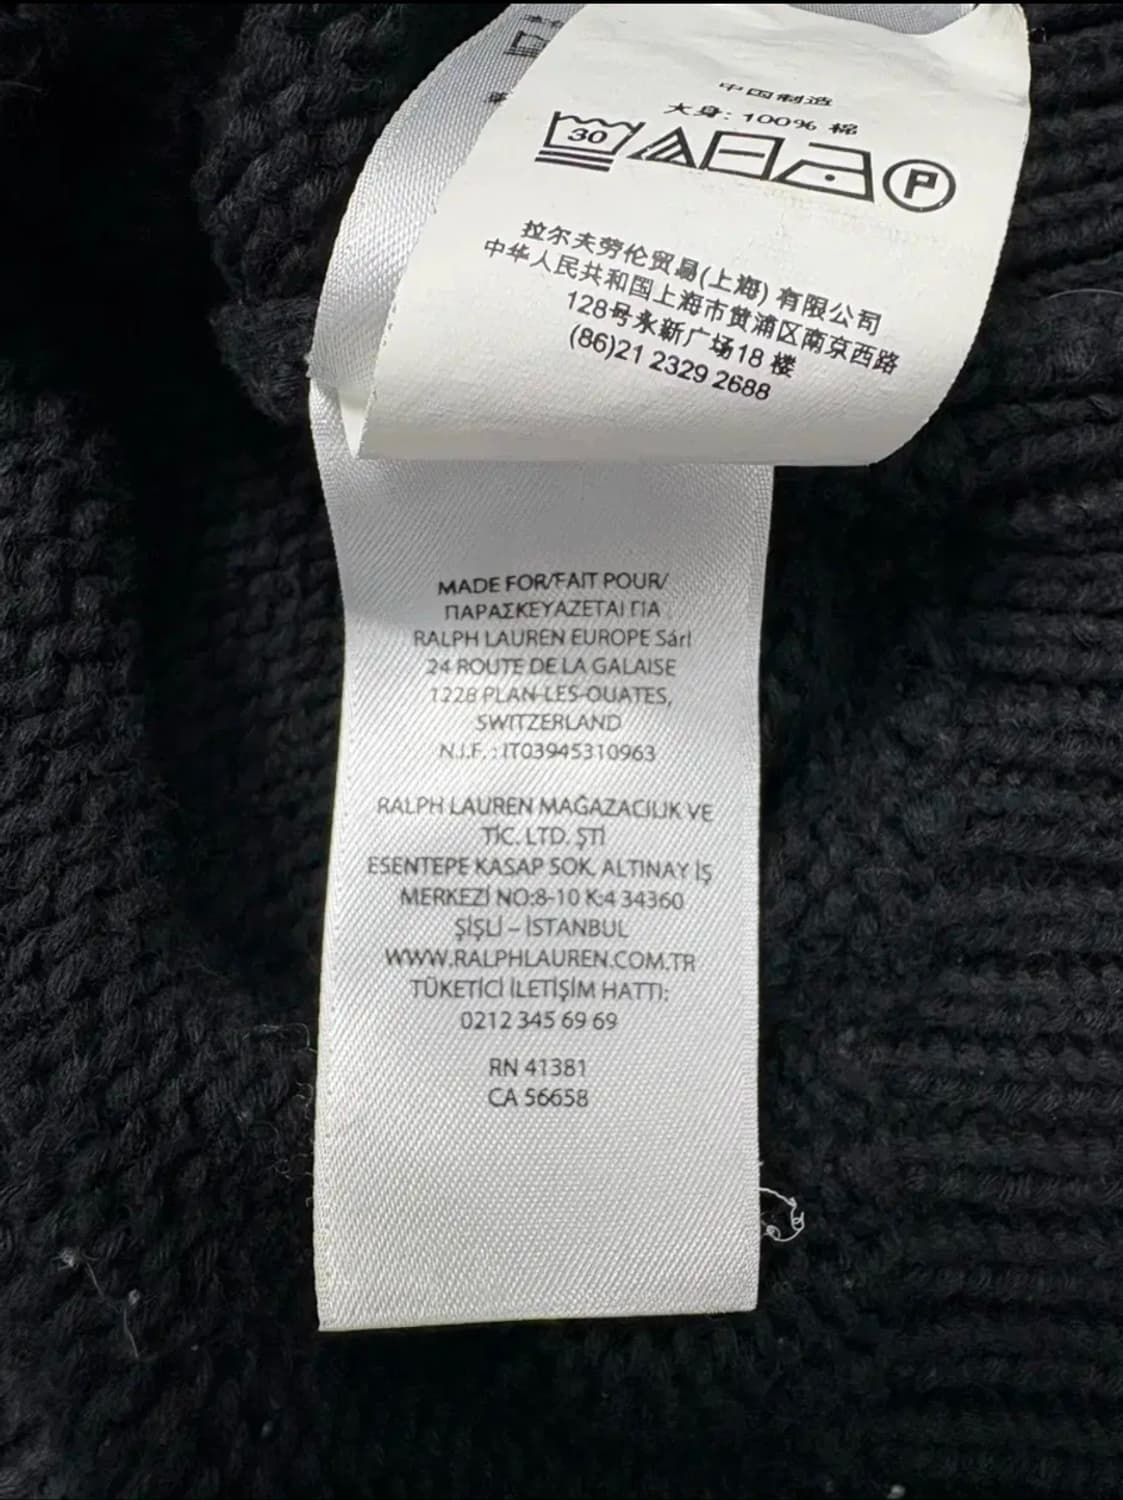 中国制造
大身: 100% 棉
30
P
拉尔夫劳伦贸易(上海) 有限公司
中华人民共和国上海市黄浦区南京西路
128号永新广场18 楼
(86)21 2329 2688
MADE FOR/FAIT POUR/
ΠΑΡΑΣΚΕΥΑΖΕΤΑΙ ΓΙΑ
RALPH LAUREN EUROPE Sárl
24 ROUTE DE LA GALAISE
1228 PLAN-LES-OUATES,
SWITZERLAND
N.I.F. : IT03945310963
RALPH LAUREN MAĞAZACILIK VE
TİC. LTD. ŞTİ
ESENTEPE KASAP SOK. ALTINAY İŞ
MERKEZİ NO:8-10 K:4 34360
ŞİŞLİ – İSTANBUL
WWW.RALPHLAUREN.COM.TR
TÜKETİCİ İLETİŞİM HATTI:
0212 345 69 69
RN 41381
CA 56658